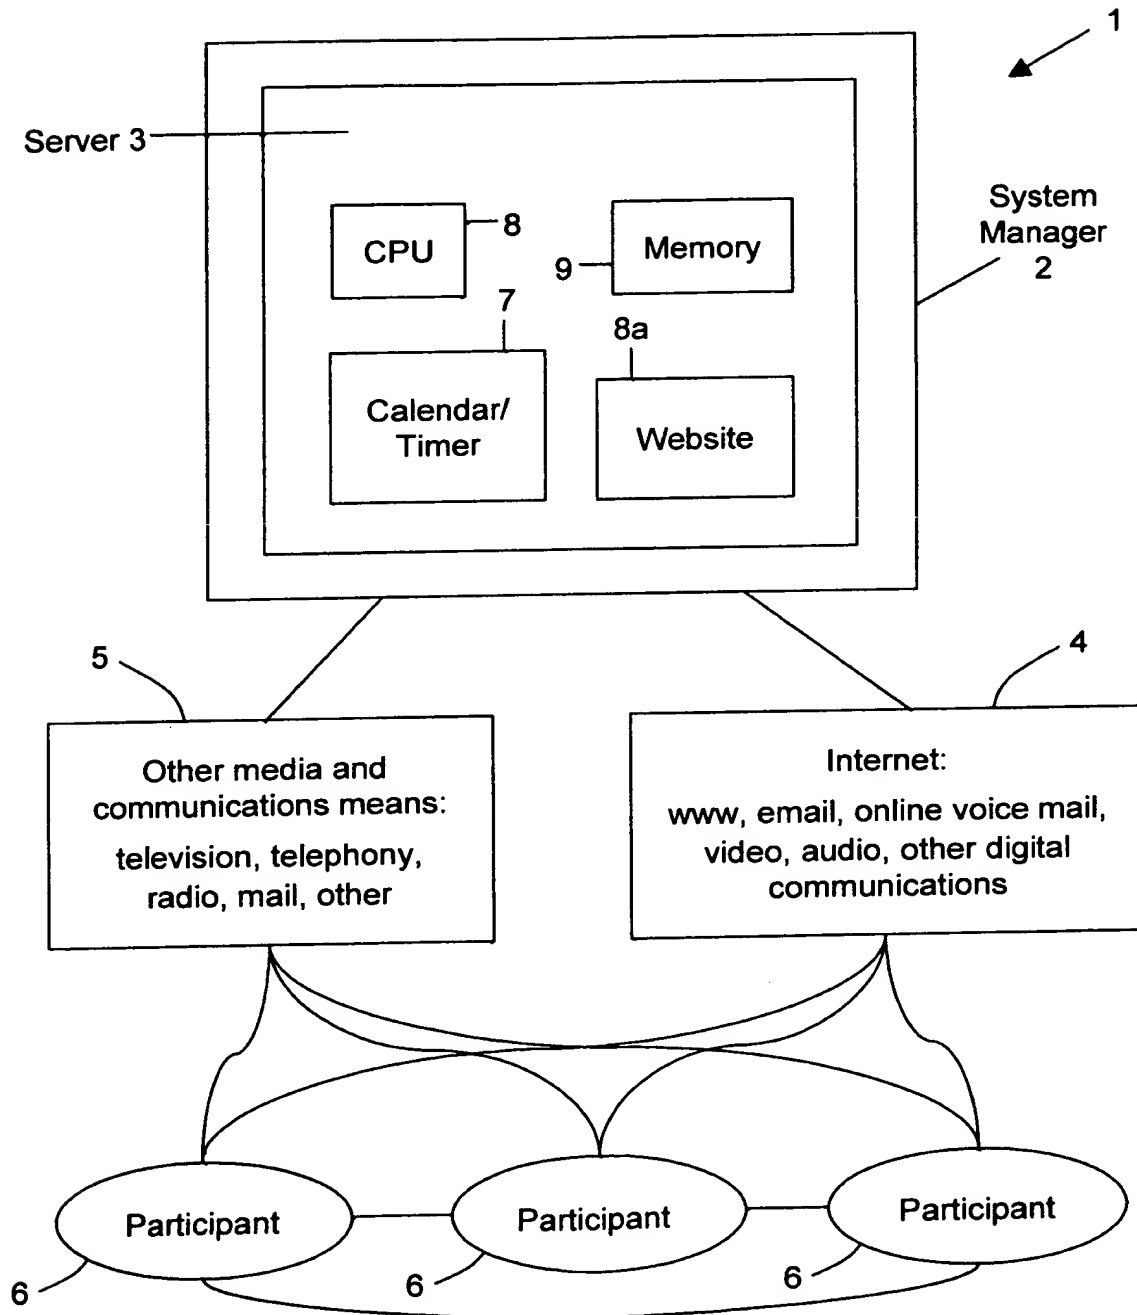 1
Server 3
System
Manager
2
CPU
8
Memory
9
7
8a
Calendar/
Timer
Website
5
4
Other media and
communications means:
television, telephony,
radio, mail, other
Internet:
www, email, online voice mail,
video, audio, other digital
communications
Participant
Participant
Participant
6
6
6